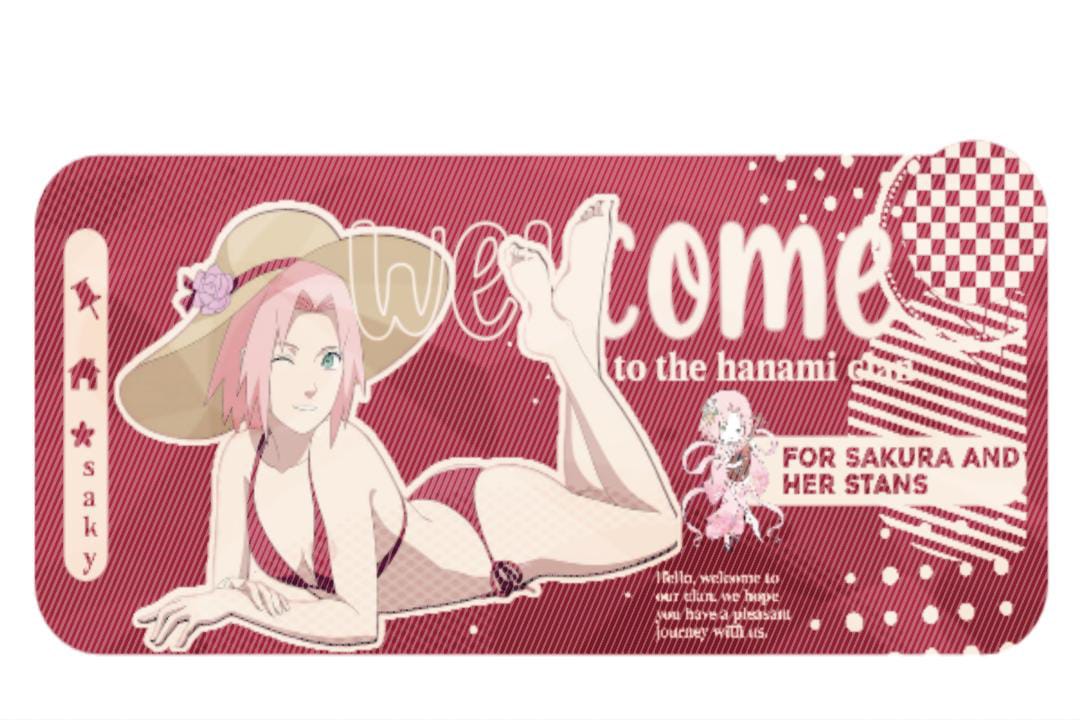 welcome
to the hanami clan
FOR SAKURA AND
HER STANS
Hello, welcome to
our clan, we hope
you have a pleasant
journey with us.
s
a
k
y